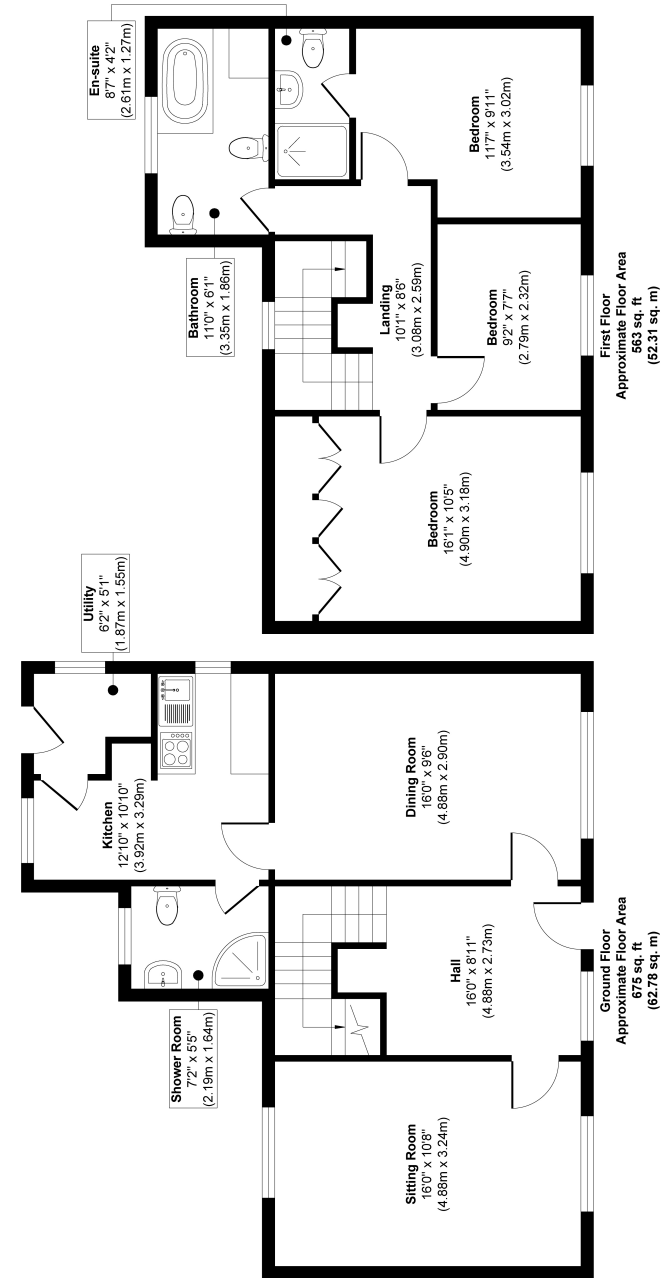 Utility
6'2" x 5'1"
(1.87m x 1.55m)
Kitchen
12'10" x 10'10"
(3.92m x 3.29m)
Shower Room
7'2" x 5'5"
(2.19m x 1.64m)
Dining Room
16'0" x 9'6"
(4.88m x 2.90m)
Hall
16'0" x 8'11"
(4.88m x 2.73m)
Sitting Room
16'0" x 10'8"
(4.88m x 3.24m)
Ground Floor
Approximate Floor Area
675 sq. ft
(62.78 sq. m)
En-suite
8'7" x 4'2"
(2.61m x 1.27m)
Bathroom
11'0" x 6'1"
(3.35m x 1.86m)
Landing
10'1" x 8'6"
(3.08m x 2.59m)
Bedroom
16'1" x 10'5"
(4.90m x 3.18m)
Bedroom
9'2" x 7'7"
(2.79m x 2.32m)
Bedroom
11'7" x 9'11"
(3.54m x 3.02m)
First Floor
Approximate Floor Area
563 sq. ft
(52.31 sq. m)